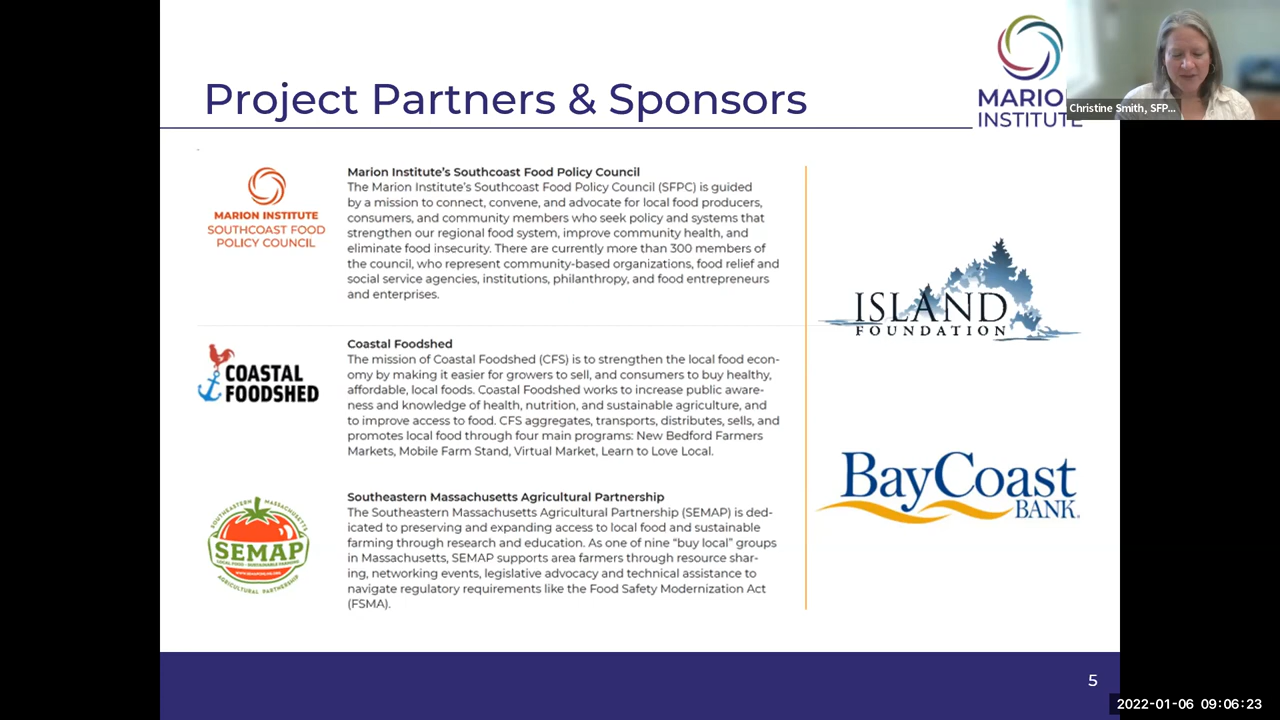 Project Partners & Sponsors
MARIO
INSTITUTE
Christine Smith, SFP...
MARION INSTITUTE
SOUTHCOAST FOOD
POLICY COUNCIL
Marion Institute's Southcoast Food Policy Council
The Marion Institute's Southcoast Food Policy Council (SFPC) is guided
by a mission to connect, convene, and advocate for local food producers,
consumers, and community members who seek policy and systems that
strengthen our regional food system, improve community health, and
eliminate food insecurity. There are currently more than 300 members of
the council, who represent community-based organizations, food relief and
social service agencies, institutions, philanthropy, and food entrepreneurs
and enterprises.
COASTAL
FOODSHED
Coastal Foodshed
The mission of Coastal Foodshed (CFS) is to strengthen the local food econ-
omy by making it easier for growers to sell, and consumers to buy healthy,
affordable, local foods. Coastal Foodshed works to increase public aware-
ness and knowledge of health, nutrition, and sustainable agriculture, and
to improve access to food. CFS aggregates, transports, distributes, sells, and
promotes local food through four main programs: New Bedford Farmers
Markets, Mobile Farm Stand, Virtual Market, Learn to Love Local.
SOUTHEASTERN MASSACHUSETTS
SEMAP
LOCAL FOOD · SUSTAINABLE FARMING
AGRICULTURAL PARTNERSHIP
Southeastern Massachusetts Agricultural Partnership
The Southeastern Massachusetts Agricultural Partnership (SEMAP) is ded-
icated to preserving and expanding access to local food and sustainable
farming through research and education. As one of nine "buy local" groups
in Massachusetts, SEMAP supports area farmers through resource shar-
ing, networking events, legislative advocacy and technical assistance to
navigate regulatory requirements like the Food Safety Modernization Act
(FSMA).
ISLAND
FOUNDATION
BayCoast
BANK
5
2022-01-06 09:06:23